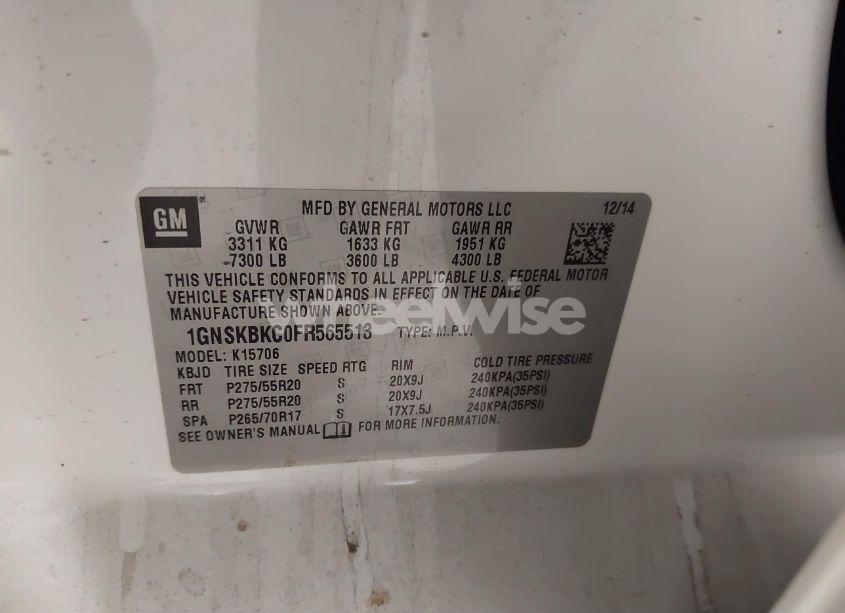 GM ® MFD BY GENERAL MOTORS LLC 12/14
GVWR GAWR FRT GAWR RR
3311 KG 1633 KG 1951 KG
7300 LB 3600 LB 4300 LB
THIS VEHICLE CONFORMS TO ALL APPLICABLE U.S. FEDERAL MOTOR
VEHICLE SAFETY STANDARDS IN EFFECT ON THE DATE OF
MANUFACTURE SHOWN ABOVE.
wheelwise
1GNSKBKC0FR565513 TYPE: M.P.V.
MODEL: K15706
KBJD TIRE SIZE SPEED RTG RIM COLD TIRE PRESSURE
FRT P275/55R20 S 20X9J 240KPA(35PSI)
RR P275/55R20 S 20X9J 240KPA(35PSI)
SPA P265/70R17 S 17X7.5J 240KPA(35PSI)
SEE OWNER'S MANUAL FOR MORE INFORMATION.